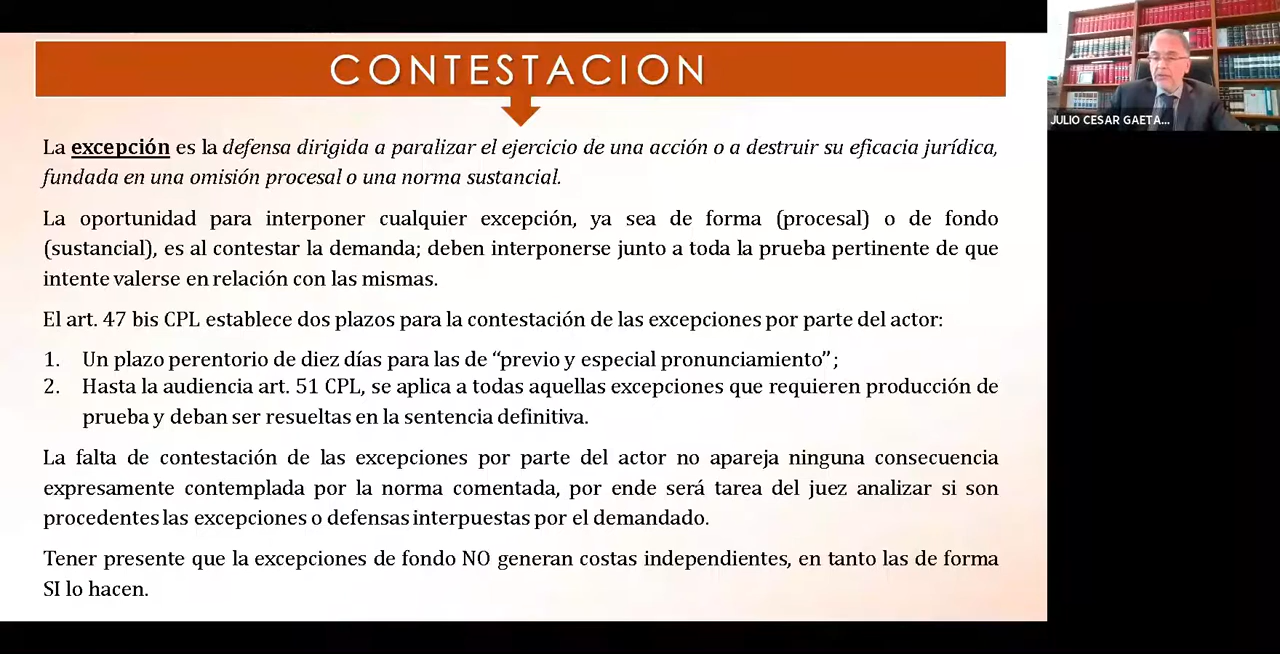 CONTESTACION
La excepción es la defensa dirigida a paralizar el ejercicio de una acción o a destruir su eficacia jurídica,
fundada en una omisión procesal o una norma sustancial.
La oportunidad para interponer cualquier excepción, ya sea de forma (procesal) o de fondo
(sustancial), es al contestar la demanda; deben interponerse junto a toda la prueba pertinente de que
intente valerse en relación con las mismas.
El art. 47 bis CPL establece dos plazos para la contestación de las excepciones por parte del actor:
1. Un plazo perentorio de diez días para las de “previo y especial pronunciamiento”;
2. Hasta la audiencia art. 51 CPL, se aplica a todas aquellas excepciones que requieren producción de
prueba y deban ser resueltas en la sentencia definitiva.
La falta de contestación de las excepciones por parte del actor no apareja ninguna consecuencia
expresamente contemplada por la norma comentada, por ende será tarea del juez analizar si son
procedentes las excepciones o defensas interpuestas por el demandado.
Tener presente que la excepciones de fondo NO generan costas independientes, en tanto las de forma
SI lo hacen.
JULIO CESAR GAETA...